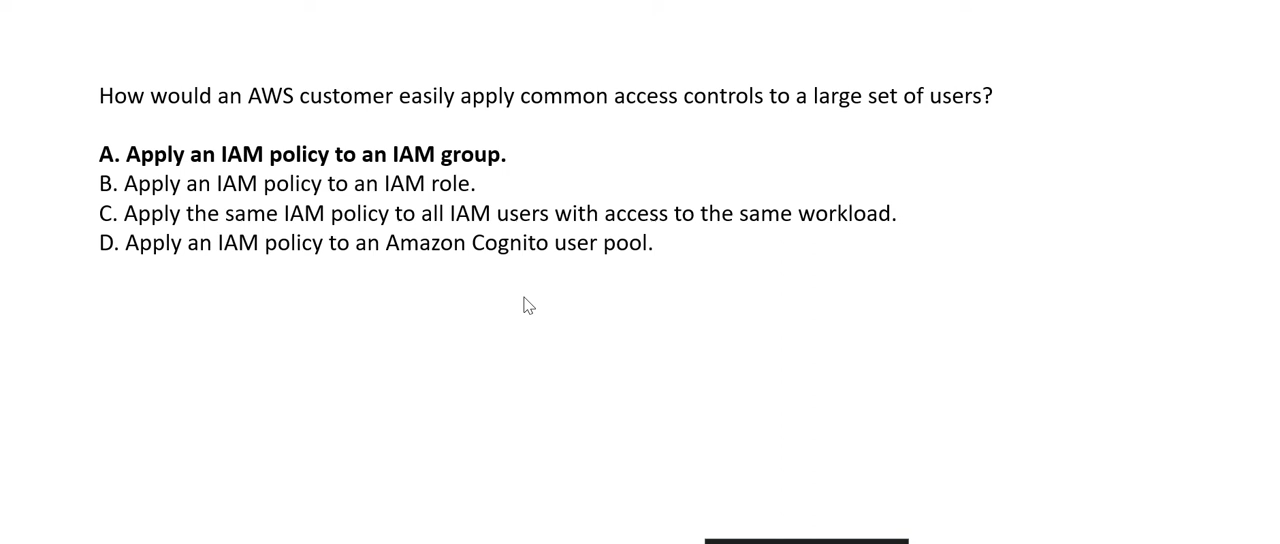 How would an AWS customer easily apply common access controls to a large set of users?
A. Apply an IAM policy to an IAM group.
B. Apply an IAM policy to an IAM role.
C. Apply the same IAM policy to all IAM users with access to the same workload.
D. Apply an IAM policy to an Amazon Cognito user pool.